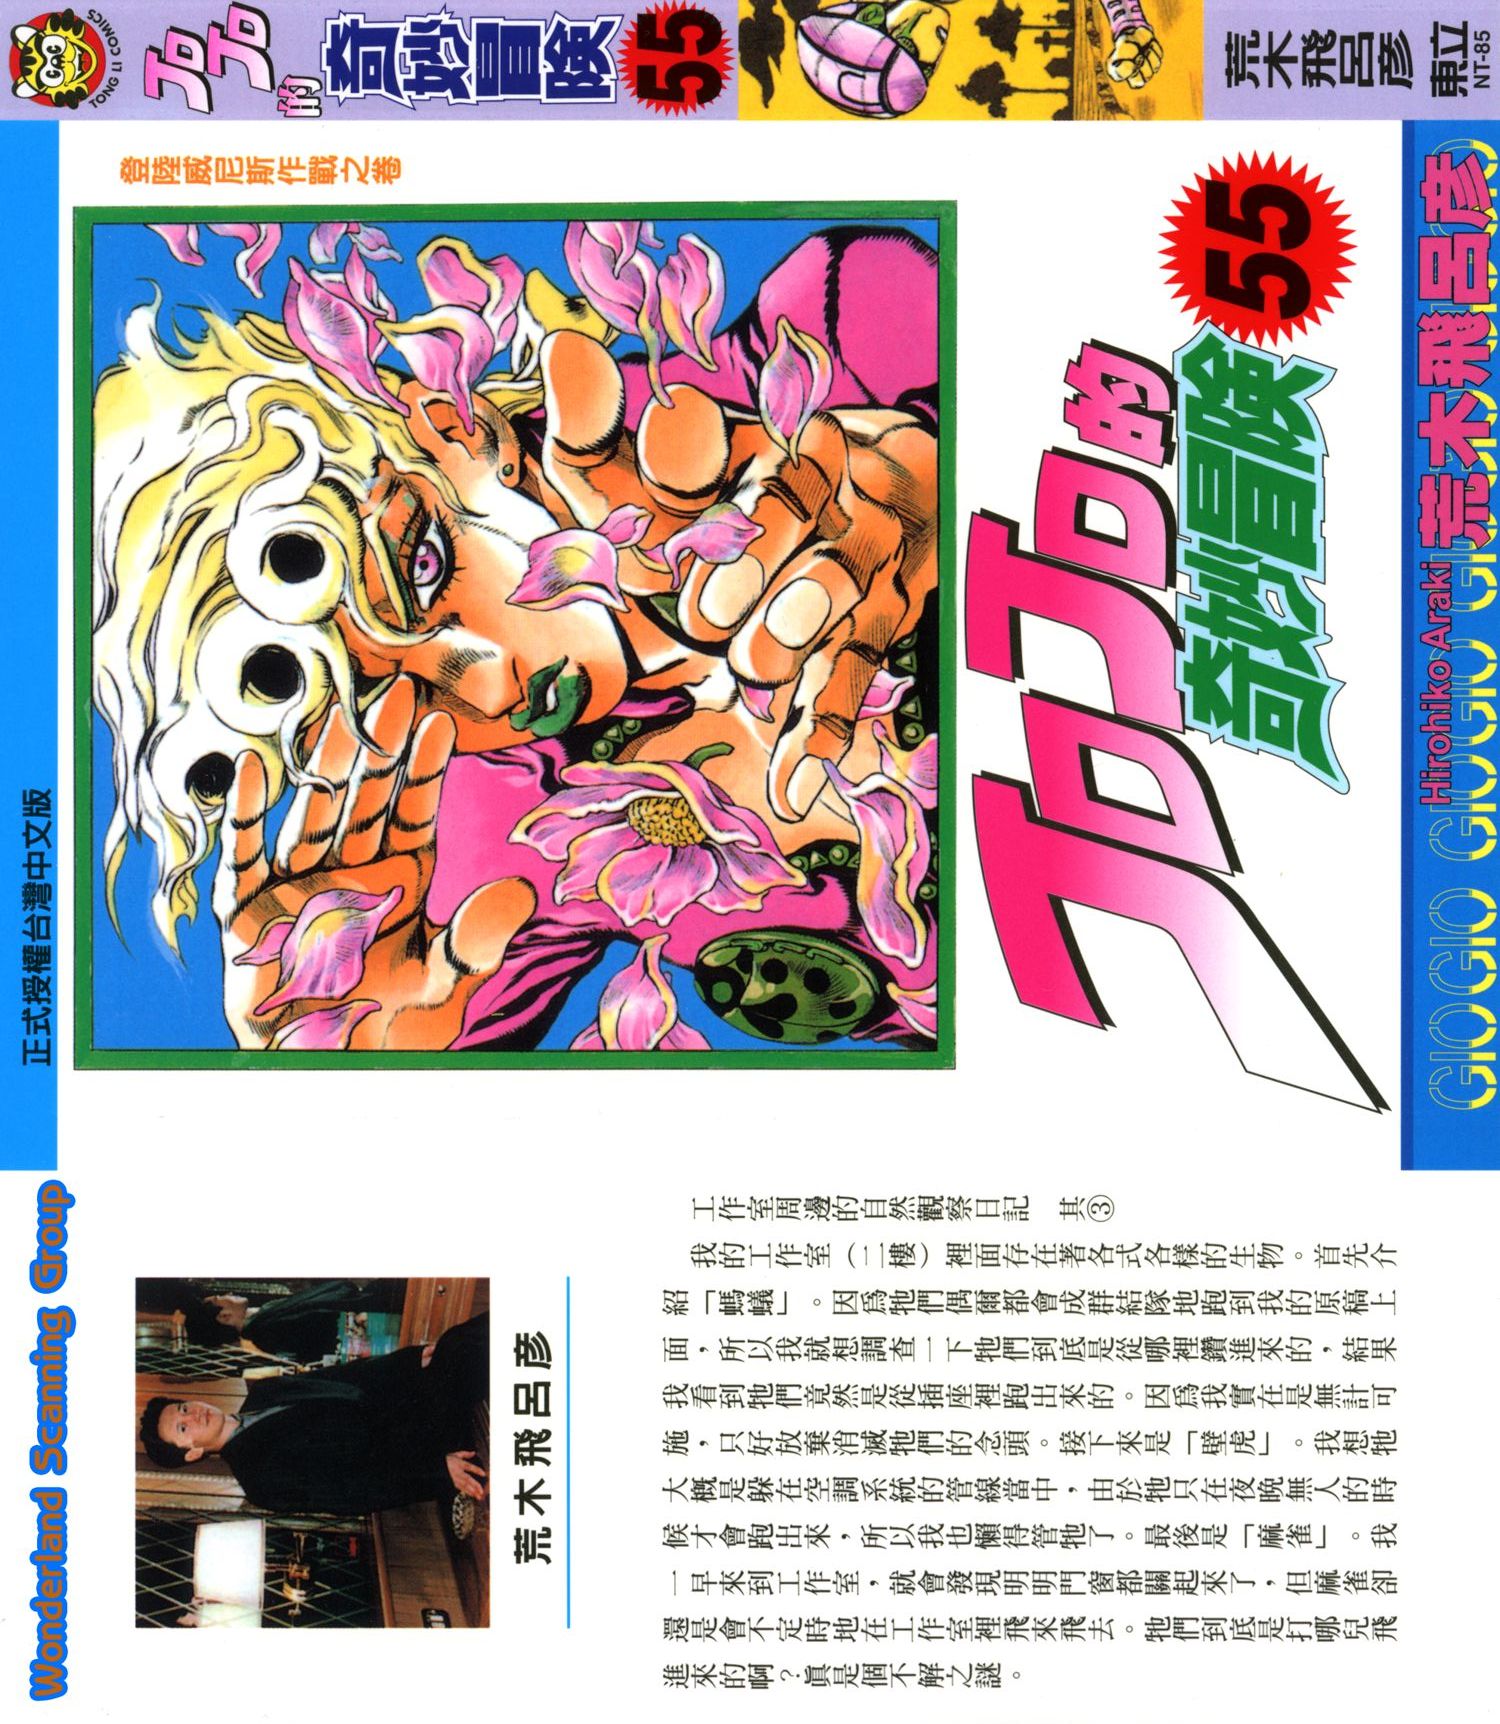 TONG LI COMICS
JOJO的
奇妙冒險
55
荒木飛呂彥
東立
NT-85
登陸威尼斯作戰之卷
55
JOJO的
奇妙冒險
GIOGIO GIOGIO GIOGIO
Hirohiko Araki 荒木飛呂彥
正式授權台灣中文版
Wonderland Scanning Group
荒木飛呂彥
工作室周邊的自然觀察日記　其③
我的工作室（二樓）裡面存在著各式各樣的生物。首先介
紹「螞蟻」。因為牠們偶爾都會成群結隊地跑到我的原稿上
面，所以我就想調查一下牠們到底是從哪裡鑽進來的，結果
我看到牠們竟然是從插座裡跑出來的。因為我實在是無計可
施，只好放棄消滅牠們的念頭。接下來是「壁虎」。我想牠
大概是躲在空調系統的管線當中，由於牠只在夜晚無人的時
候才會跑出來，所以我也懶得管牠了。最後是「麻雀」。我
一早來到工作室，就會發現明明門窗都關起來了，但麻雀卻
還是會不定時地在工作室裡飛來飛去。牠們到底是打哪兒飛
進來的啊？真是個不解之謎。